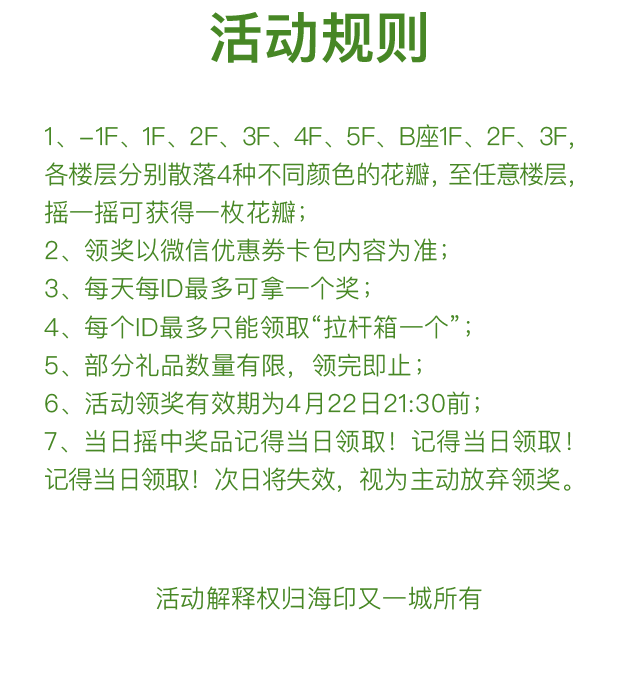 活动规则
1、-1F、1F、2F、3F、4F、5F、B座1F、2F、3F,
各楼层分别散落4种不同颜色的花瓣, 至任意楼层,
摇一摇可获得一枚花瓣;
2、领奖以微信优惠券卡包内容为准;
3、每天每ID最多可拿一个奖;
4、每个ID最多只能领取“拉杆箱一个”;
5、部分礼品数量有限, 领完即止;
6、活动领奖有效期为4月22日21:30前;
7、当日摇中奖品记得当日领取! 记得当日领取!
记得当日领取! 次日将失效, 视为主动放弃领奖。
活动解释权归海印又一城所有